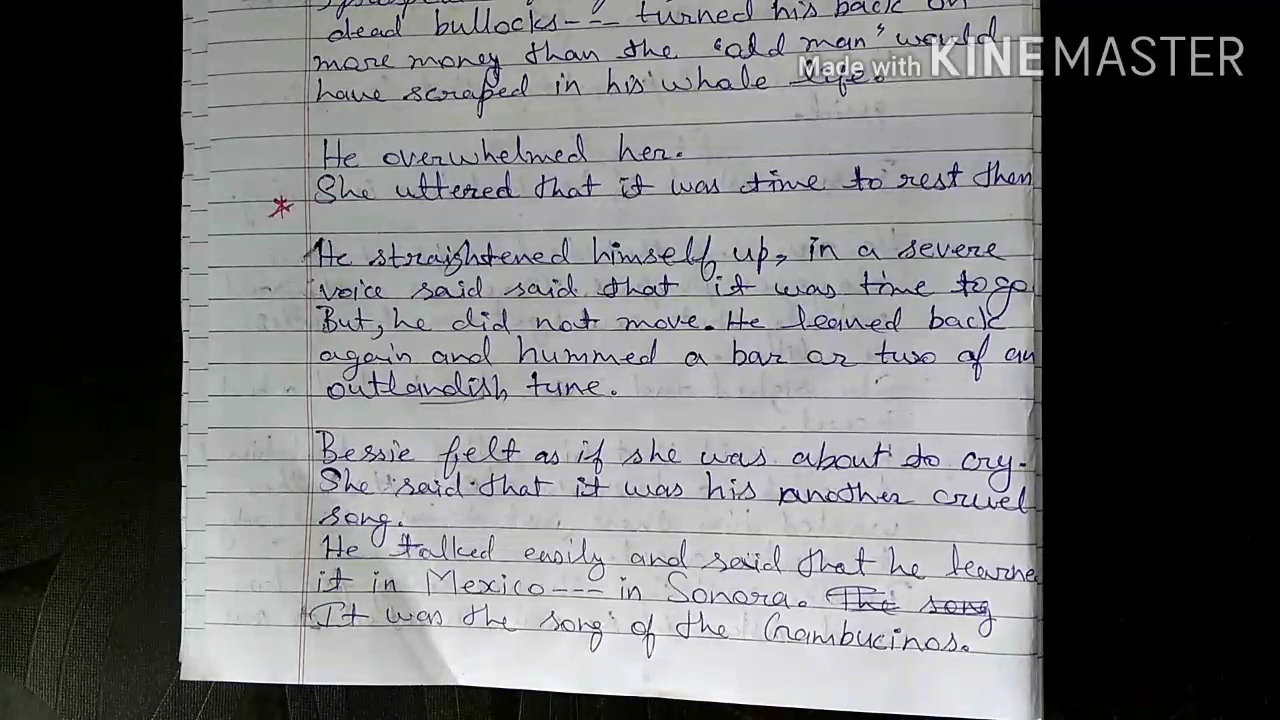 dead bullocks--- turned his back on
more money than the "old man" would
have scraped in his whole life.
Made with KINEMASTER
He overwhelmed her.
She uttered that it was time to rest then
*
He straightened himself up, in a severe
voice said said that it was time to go
But, he did not move. He leaned back
again and hummed a bar or two of an
outlandish tune.
Bessie felt as if she was about to cry.
She said that it was his another cruel
song.
He talked easily and said that he learne
it in Mexico--- in Sonora. The song
It was the song of the Gambucinos.